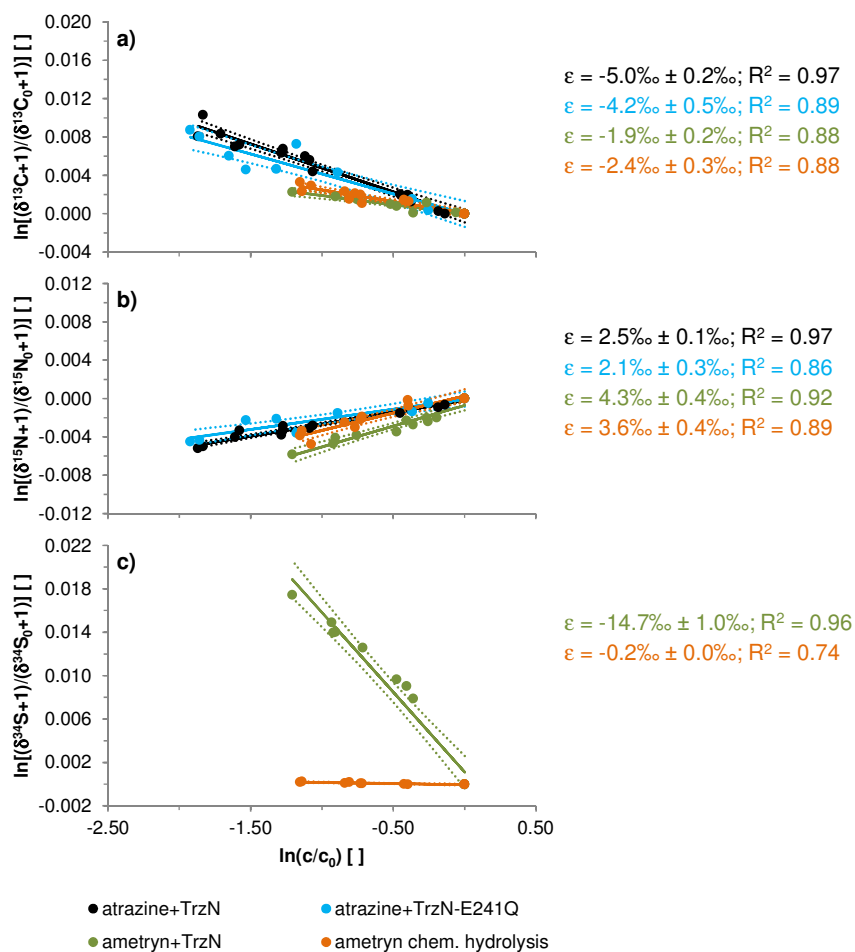 a)
ln[(δ¹³C+1)/(δ¹³C₀+1)] [ ]
0.020
0.016
0.012
0.008
0.004
0.000
-0.004
ε = -5.0‰ ± 0.2‰; R² = 0.97
ε = -4.2‰ ± 0.5‰; R² = 0.89
ε = -1.9‰ ± 0.2‰; R² = 0.88
ε = -2.4‰ ± 0.3‰; R² = 0.88
b)
ln[(δ¹⁵N+1)/(δ¹⁵N₀+1)] [ ]
0.012
0.008
0.004
0.000
-0.004
-0.008
-0.012
ε = 2.5‰ ± 0.1‰; R² = 0.97
ε = 2.1‰ ± 0.3‰; R² = 0.86
ε = 4.3‰ ± 0.4‰; R² = 0.92
ε = 3.6‰ ± 0.4‰; R² = 0.89
c)
ln[(δ³⁴S+1)/(δ³⁴S₀+1)] [ ]
0.022
0.018
0.014
0.010
0.006
0.002
-0.002
ε = -14.7‰ ± 1.0‰; R² = 0.96
ε = -0.2‰ ± 0.0‰; R² = 0.74
-2.50 -1.50 -0.50 0.50
ln(c/c₀) [ ]
atrazine+TrzN
atrazine+TrzN-E241Q
ametryn+TrzN
ametryn chem. hydrolysis